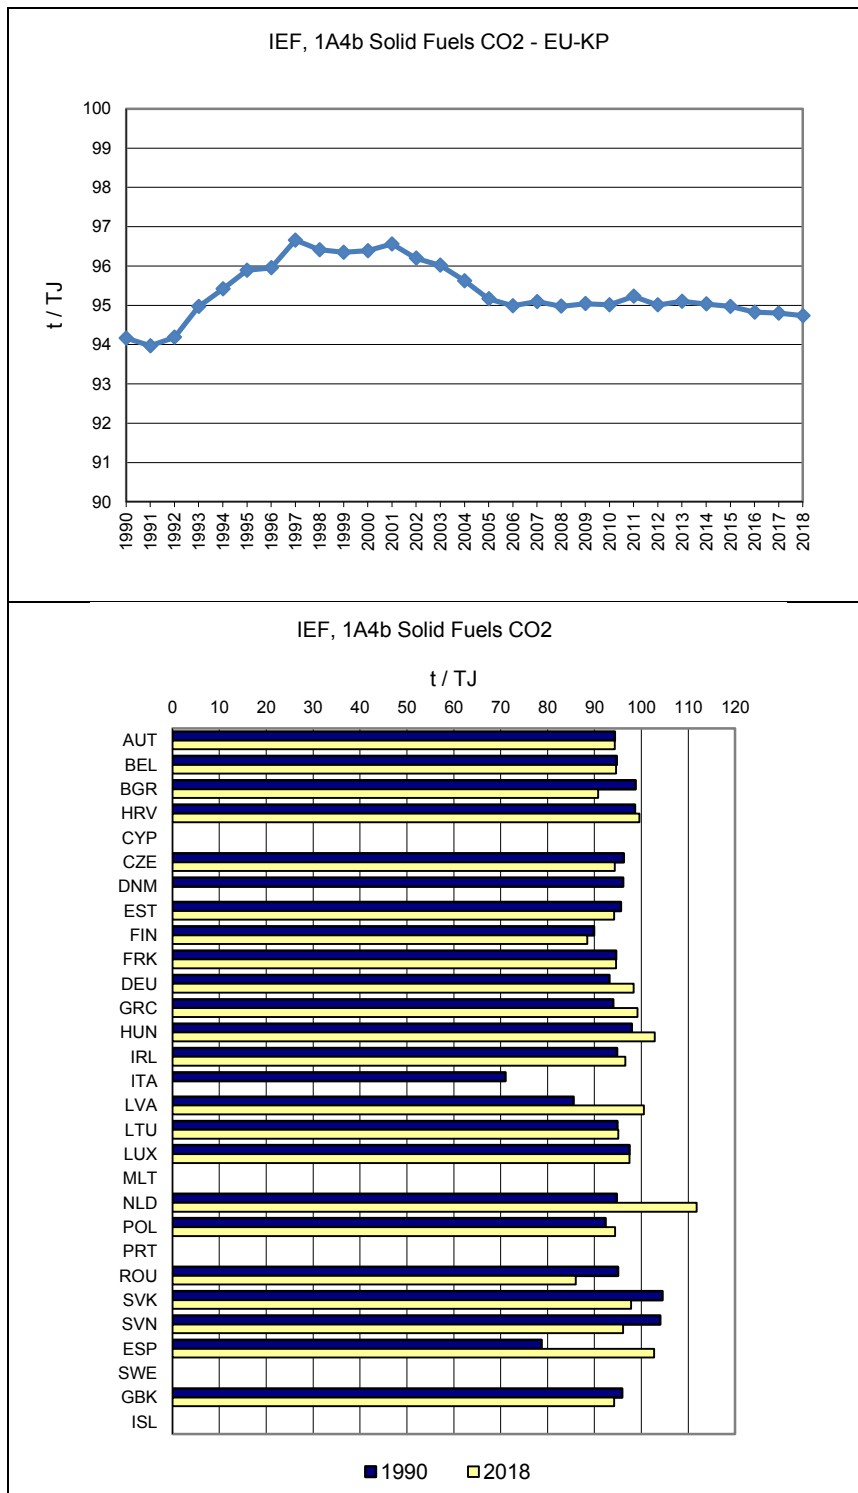 IEF, 1A4b Solid Fuels CO2 - EU-KP
100
99
98
97
96
95
94
93
92
91
90
t / TJ
1990 1991 1992 1993 1994 1995 1996 1997 1998 1999 2000 2001 2002 2003 2004 2005 2006 2007 2008 2009 2010 2011 2012 2013 2014 2015 2016 2017 2018
IEF, 1A4b Solid Fuels CO2
t / TJ
0 10 20 30 40 50 60 70 80 90 100 110 120
AUT
BEL
BGR
HRV
CYP
CZE
DNM
EST
FIN
FRK
DEU
GRC
HUN
IRL
ITA
LVA
LTU
LUX
MLT
NLD
POL
PRT
ROU
SVK
SVN
ESP
SWE
GBK
ISL
1990 2018